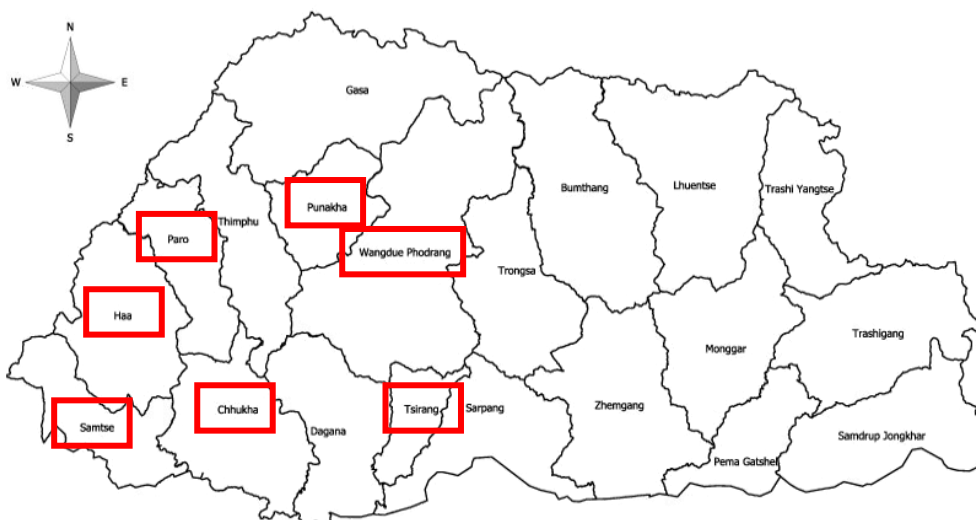 N
W E
S
Gasa
Punakha
Bumthang
Lhuentse
Trashi Yangtse
Thimphu
Paro
Wangdue Phodrang
Trongsa
Haa
Trashigang
Monggar
Chhukha
Tsirang
Sarpang
Zhemgang
Samtse
Dagana
Samdrup Jongkhar
Pema Gatshel